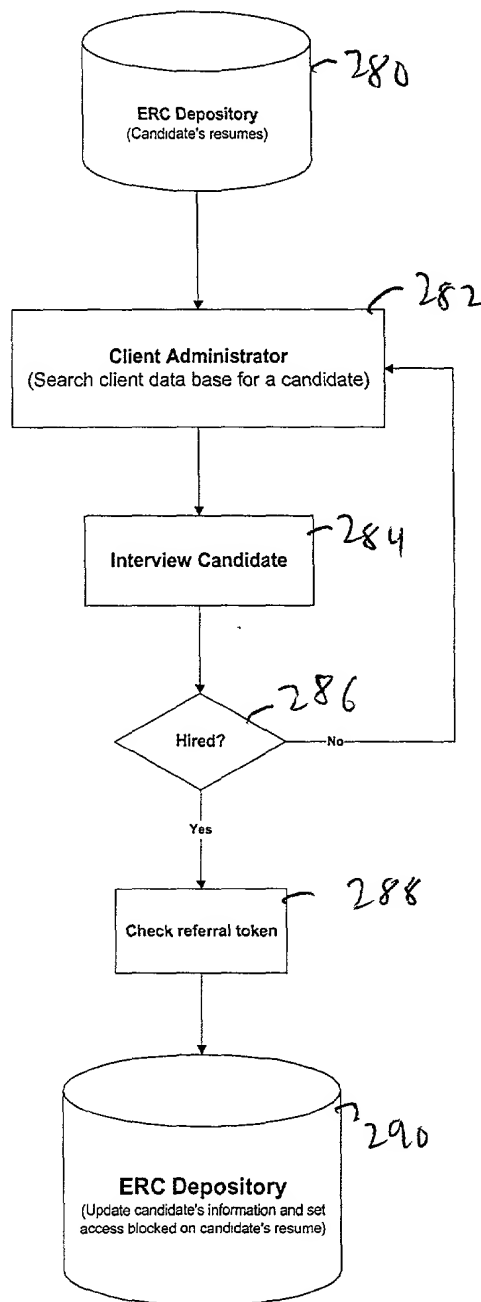 280
ERC Depository
(Candidate's resumes)
282
Client Administrator
(Search client data base for a candidate)
284
Interview Candidate
286
Hired?
No
Yes
288
Check referral token
290
ERC Depository
(Update candidate's information and set
access blocked on candidate's resume)